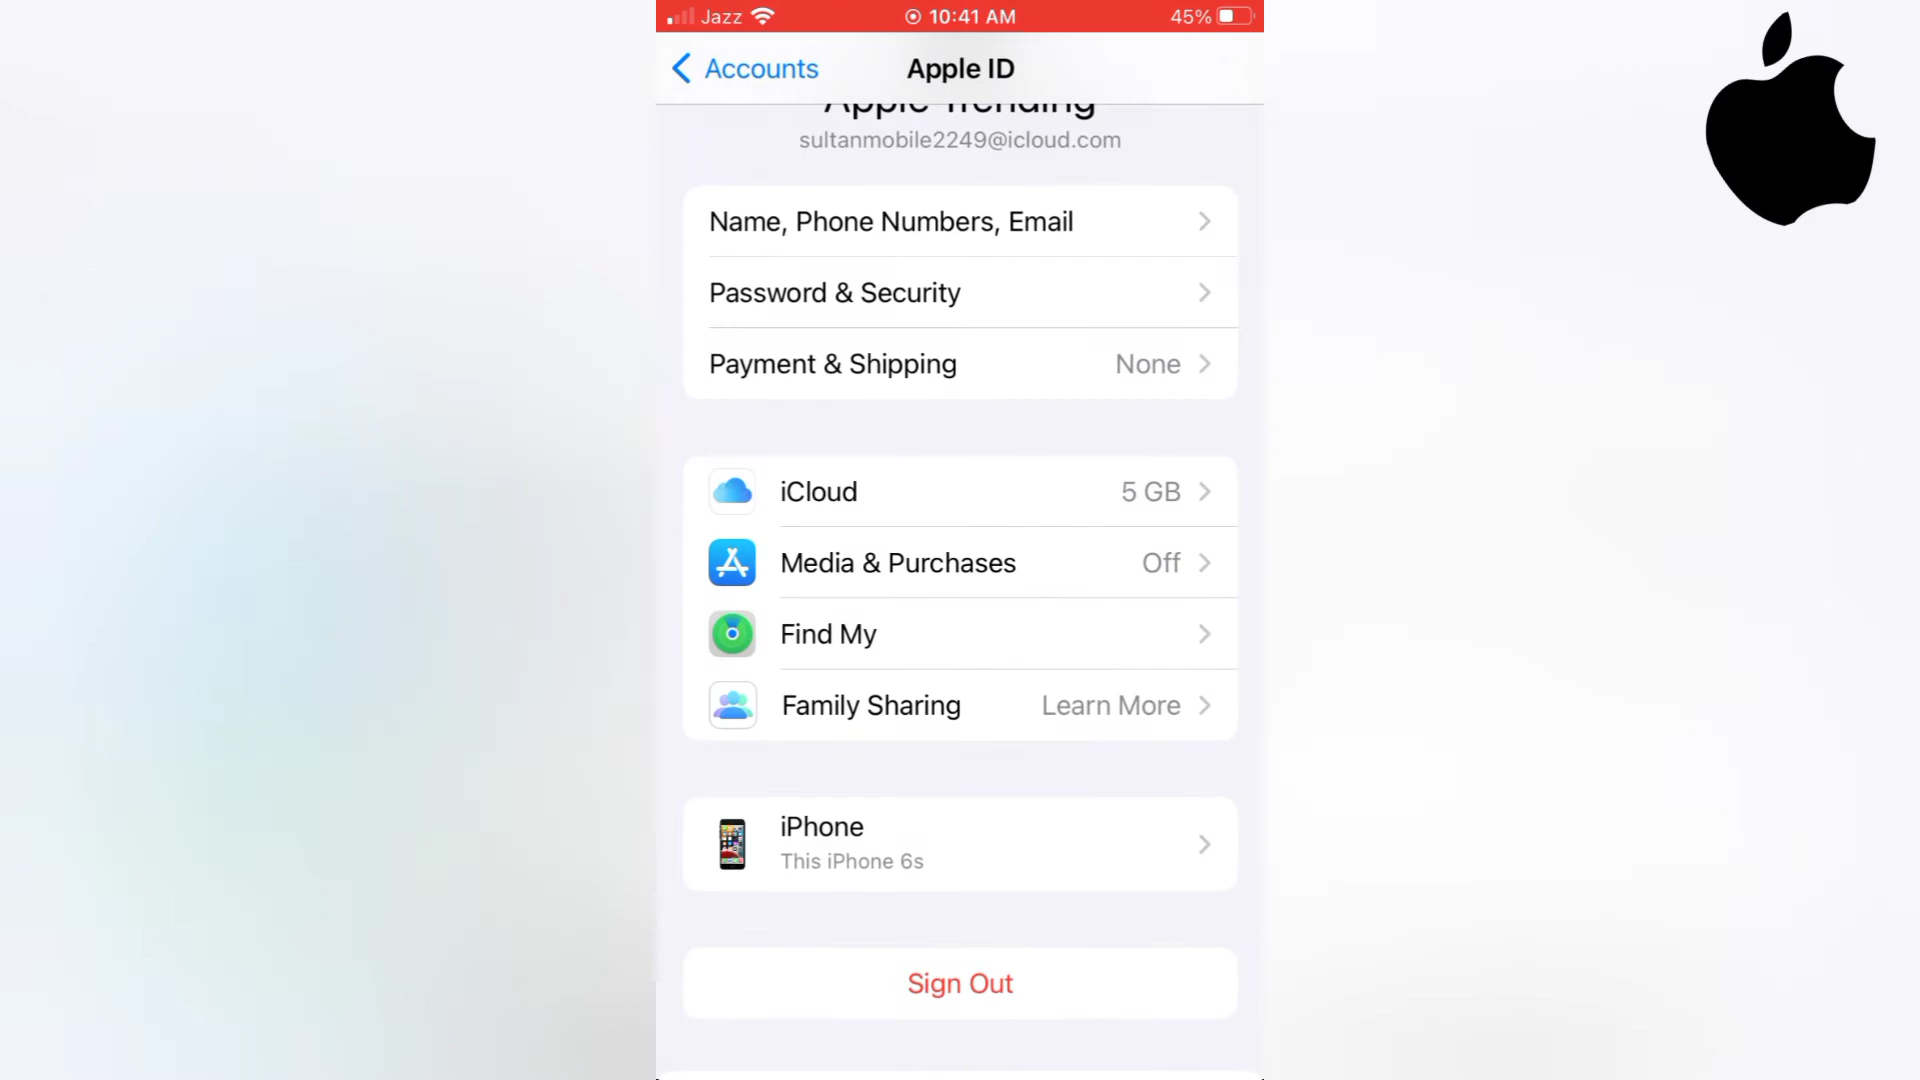 Jazz 10:41 AM 45%
Accounts Apple ID
Apple Trending
sultanmobile2249@icloud.com
Name, Phone Numbers, Email
Password & Security
Payment & Shipping None
iCloud 5 GB
Media & Purchases Off
Find My
Family Sharing Learn More
iPhone
This iPhone 6s
Sign Out